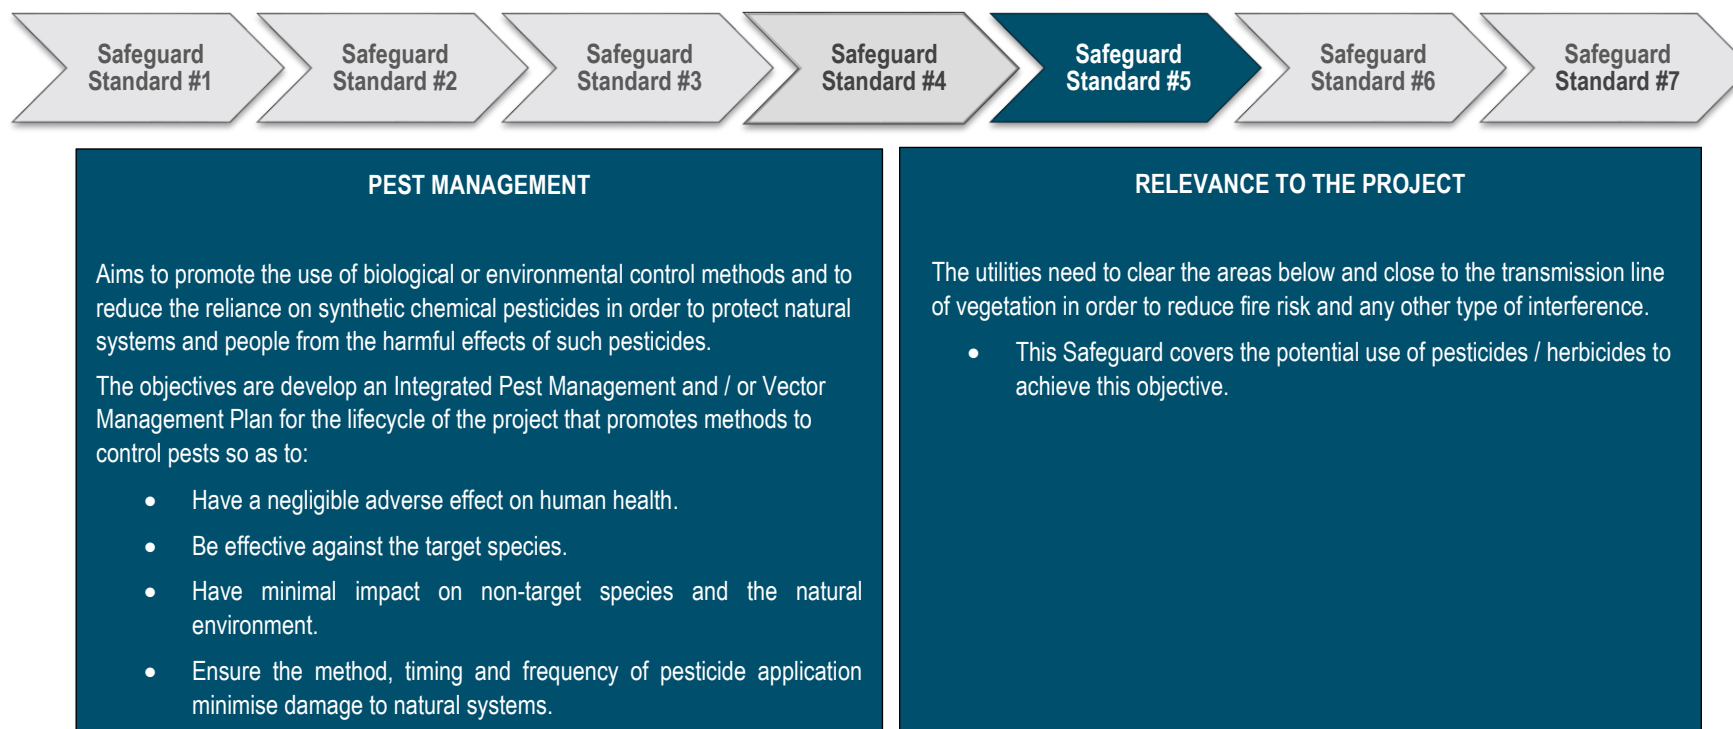 Safeguard
Standard #1
Safeguard
Standard #2
Safeguard
Standard #3
Safeguard
Standard #4
Safeguard
Standard #5
Safeguard
Standard #6
Safeguard
Standard #7
PEST MANAGEMENT
Aims to promote the use of biological or environmental control methods and to
reduce the reliance on synthetic chemical pesticides in order to protect natural
systems and people from the harmful effects of such pesticides.
The objectives are develop an Integrated Pest Management and / or Vector
Management Plan for the lifecycle of the project that promotes methods to
control pests so as to:
• Have a negligible adverse effect on human health.
• Be effective against the target species.
• Have minimal impact on non-target species and the natural
environment.
• Ensure the method, timing and frequency of pesticide application
minimise damage to natural systems.
RELEVANCE TO THE PROJECT
The utilities need to clear the areas below and close to the transmission line
of vegetation in order to reduce fire risk and any other type of interference.
• This Safeguard covers the potential use of pesticides / herbicides to
achieve this objective.